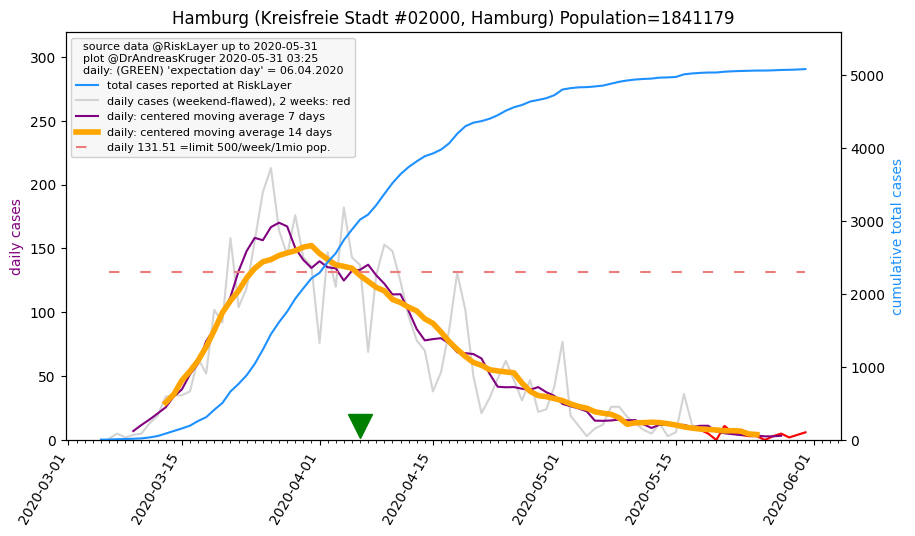 Hamburg (Kreisfreie Stadt #02000, Hamburg) Population=1841179
source data @RiskLayer up to 2020-05-31
plot @DrAndreasKruger 2020-05-31 03:25
daily: (GREEN) 'expectation day' = 06.04.2020
total cases reported at RiskLayer
daily cases (weekend-flawed), 2 weeks: red
daily: centered moving average 7 days
daily: centered moving average 14 days
daily 131.51 =limit 500/week/1mio pop.
daily cases
300
250
200
150
100
50
0
cumulative total cases
5000
4000
3000
2000
1000
0
2020-03-01
2020-03-15
2020-04-01
2020-04-15
2020-05-01
2020-05-15
2020-06-01